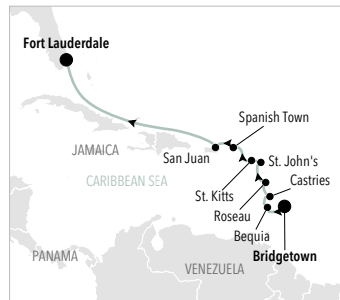 Fort Lauderdale
Spanish Town
JAMAICA
San Juan
St. John's
CARIBBEAN SEA
Castries
St. Kitts
Roseau
Bequia
Bridgetown
PANAMA
VENEZUELA